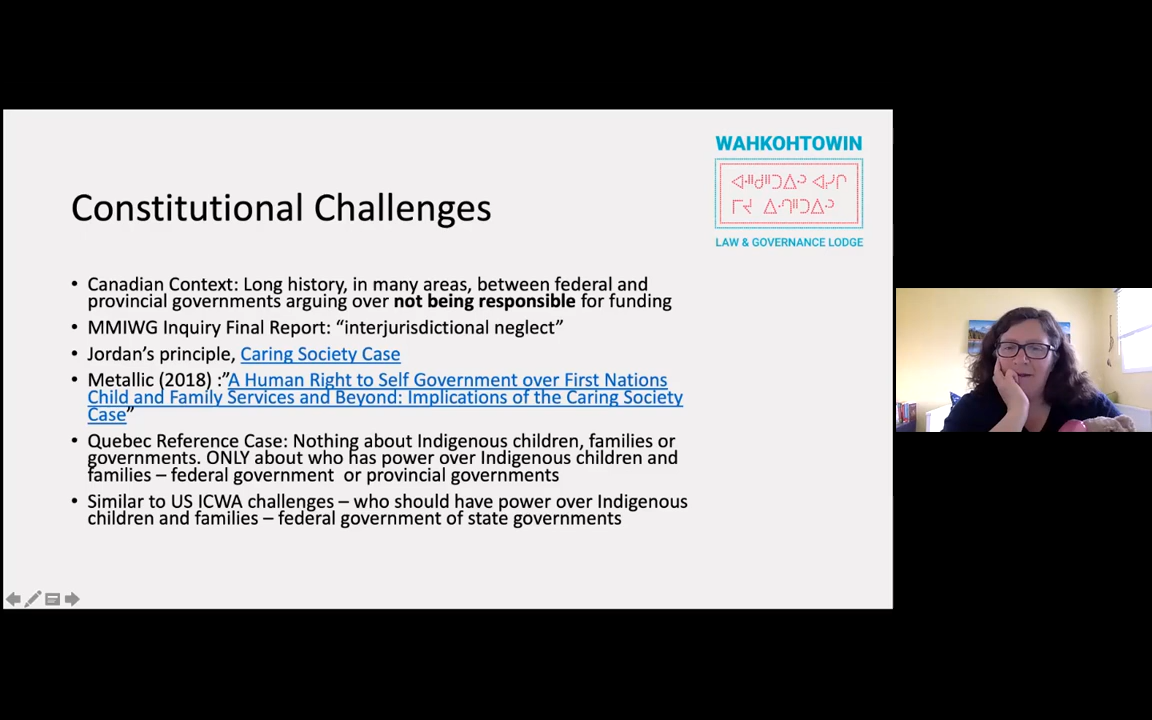 WAHKOHTOWIN
ᐊᐧᐦᑯᐦᑐᐃᐧᐣ ᐊᓯᒋ
ᒥᔪ ᐃᐧᒉᐦᑐᐃᐧᐣ
LAW & GOVERNANCE LODGE
Constitutional Challenges
• Canadian Context: Long history, in many areas, between federal and
provincial governments arguing over not being responsible for funding
• MMIWG Inquiry Final Report: “interjurisdictional neglect”
• Jordan’s principle, Caring Society Case
• Metallic (2018) :”A Human Right to Self Government over First Nations
Child and Family Services and Beyond: Implications of the Caring Society
Case”
• Quebec Reference Case: Nothing about Indigenous children, families or
governments. ONLY about who has power over Indigenous children and
families – federal government or provincial governments
• Similar to US ICWA challenges – who should have power over Indigenous
children and families – federal government of state governments